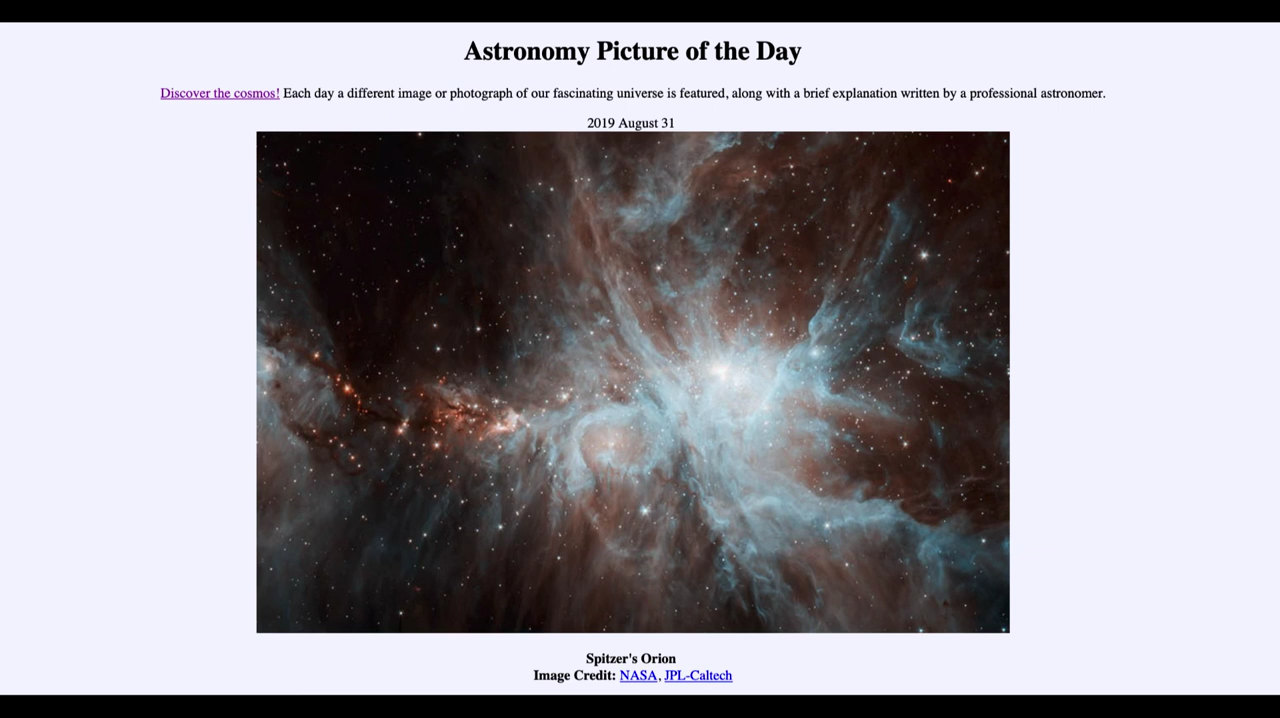 Astronomy Picture of the Day
Discover the cosmos! Each day a different image or photograph of our fascinating universe is featured, along with a brief explanation written by a professional astronomer.
2019 August 31
Spitzer's Orion
Image Credit: NASA, JPL-Caltech